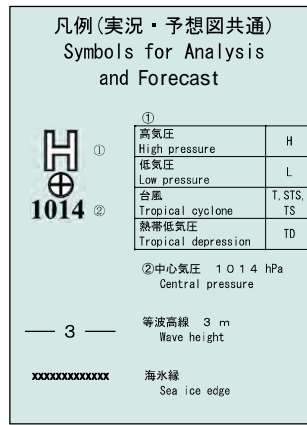 凡例(実況・予想図共通)
Symbols for Analysis
and Forecast
①
H ①
1014 ②
高気圧
High pressure
H
低気圧
Low pressure
L
台風
Tropical cyclone
T, STS,
TS
熱帯低気圧
Tropical depression
TD
②中心気圧 1014 hPa
Central pressure
3
等波高線 3 m
Wave height
xxxxxxxxxxxxx
海氷縁
Sea ice edge